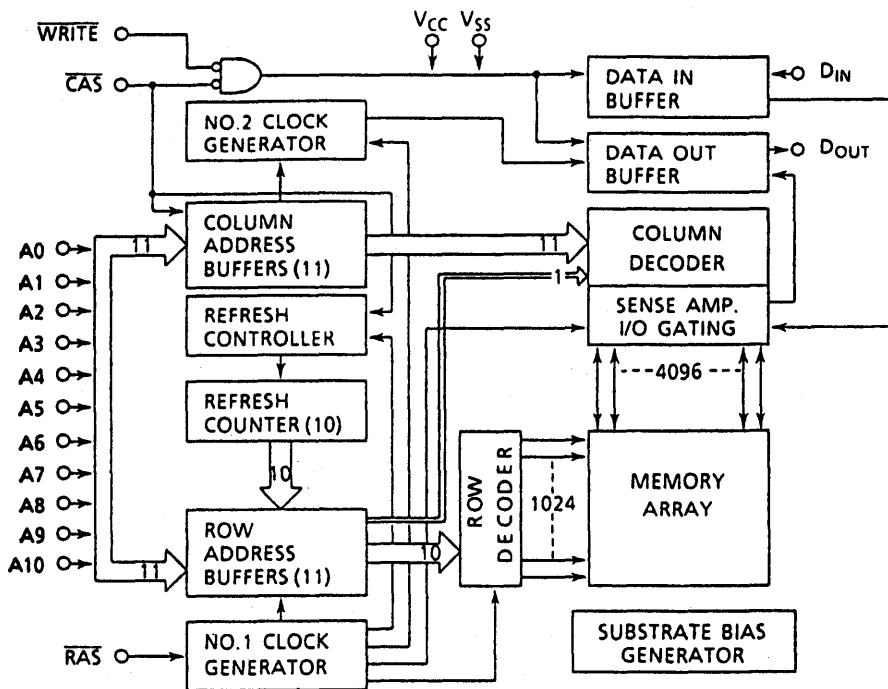 WRITE
CAS
VCC
VSS
DATA IN
BUFFER
DIN
NO.2 CLOCK
GENERATOR
DATA OUT
BUFFER
DOUT
COLUMN
ADDRESS
BUFFERS (11)
11
11
COLUMN
DECODER
1
SENSE AMP.
I/O GATING
A0
A1
A2
A3
A4
A5
A6
A7
A8
A9
A10
REFRESH
CONTROLLER
4096
REFRESH
COUNTER (10)
10
ROW
DECODER
1024
MEMORY
ARRAY
ROW
ADDRESS
BUFFERS (11)
11
10
RAS
NO.1 CLOCK
GENERATOR
SUBSTRATE BIAS
GENERATOR